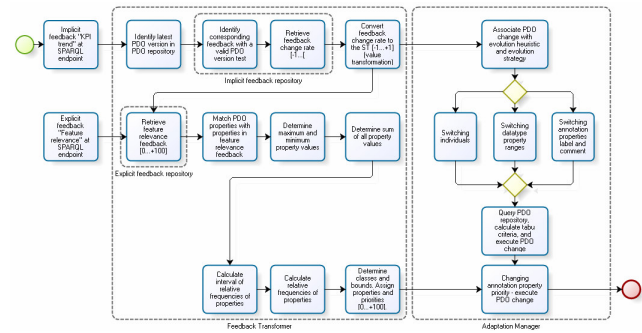 Implicit
feedback "KPI
trend" at
SPARQL
endpoint
Identify latest
PDO version in
PDO repository
Identify
corresponding
feedback with a
valid PDO
version test
Retrieve
feedback
change rate
[-1...[
Convert
feedback
change rate to
the ST [-1...+1]
(value
transformation)
Associate PDO
change with
evolution heuristic
and evolution
strategy
Implicit feedback repository
Explicit
feedback
"Feature
relevance" at
SPARQL
endpoint
Retrieve
feature
relevance
feedback
[0...+100]
Match PDO
properties with
properties in
feature
relevance
feedback
Determine
maximum and
minimum
property values
Determine sum
of all property
values
Switching
individuals
Switching
datatype
property
ranges
Switching
annotation
properties
label and
comment
Explicit feedback repository
Query PDO
repository,
calculate tabu
criteria, and
execute PDO
change
Calculate
interval of
relative
frequencies of
properties
Calculate
relative
frequencies of
properties
Determine
classes and
bounds. Assign
properties and
priorities
[0...+100].
Changing
annotation property
priority - execute
PDO change
Feedback Transformer
Adaptation Manager